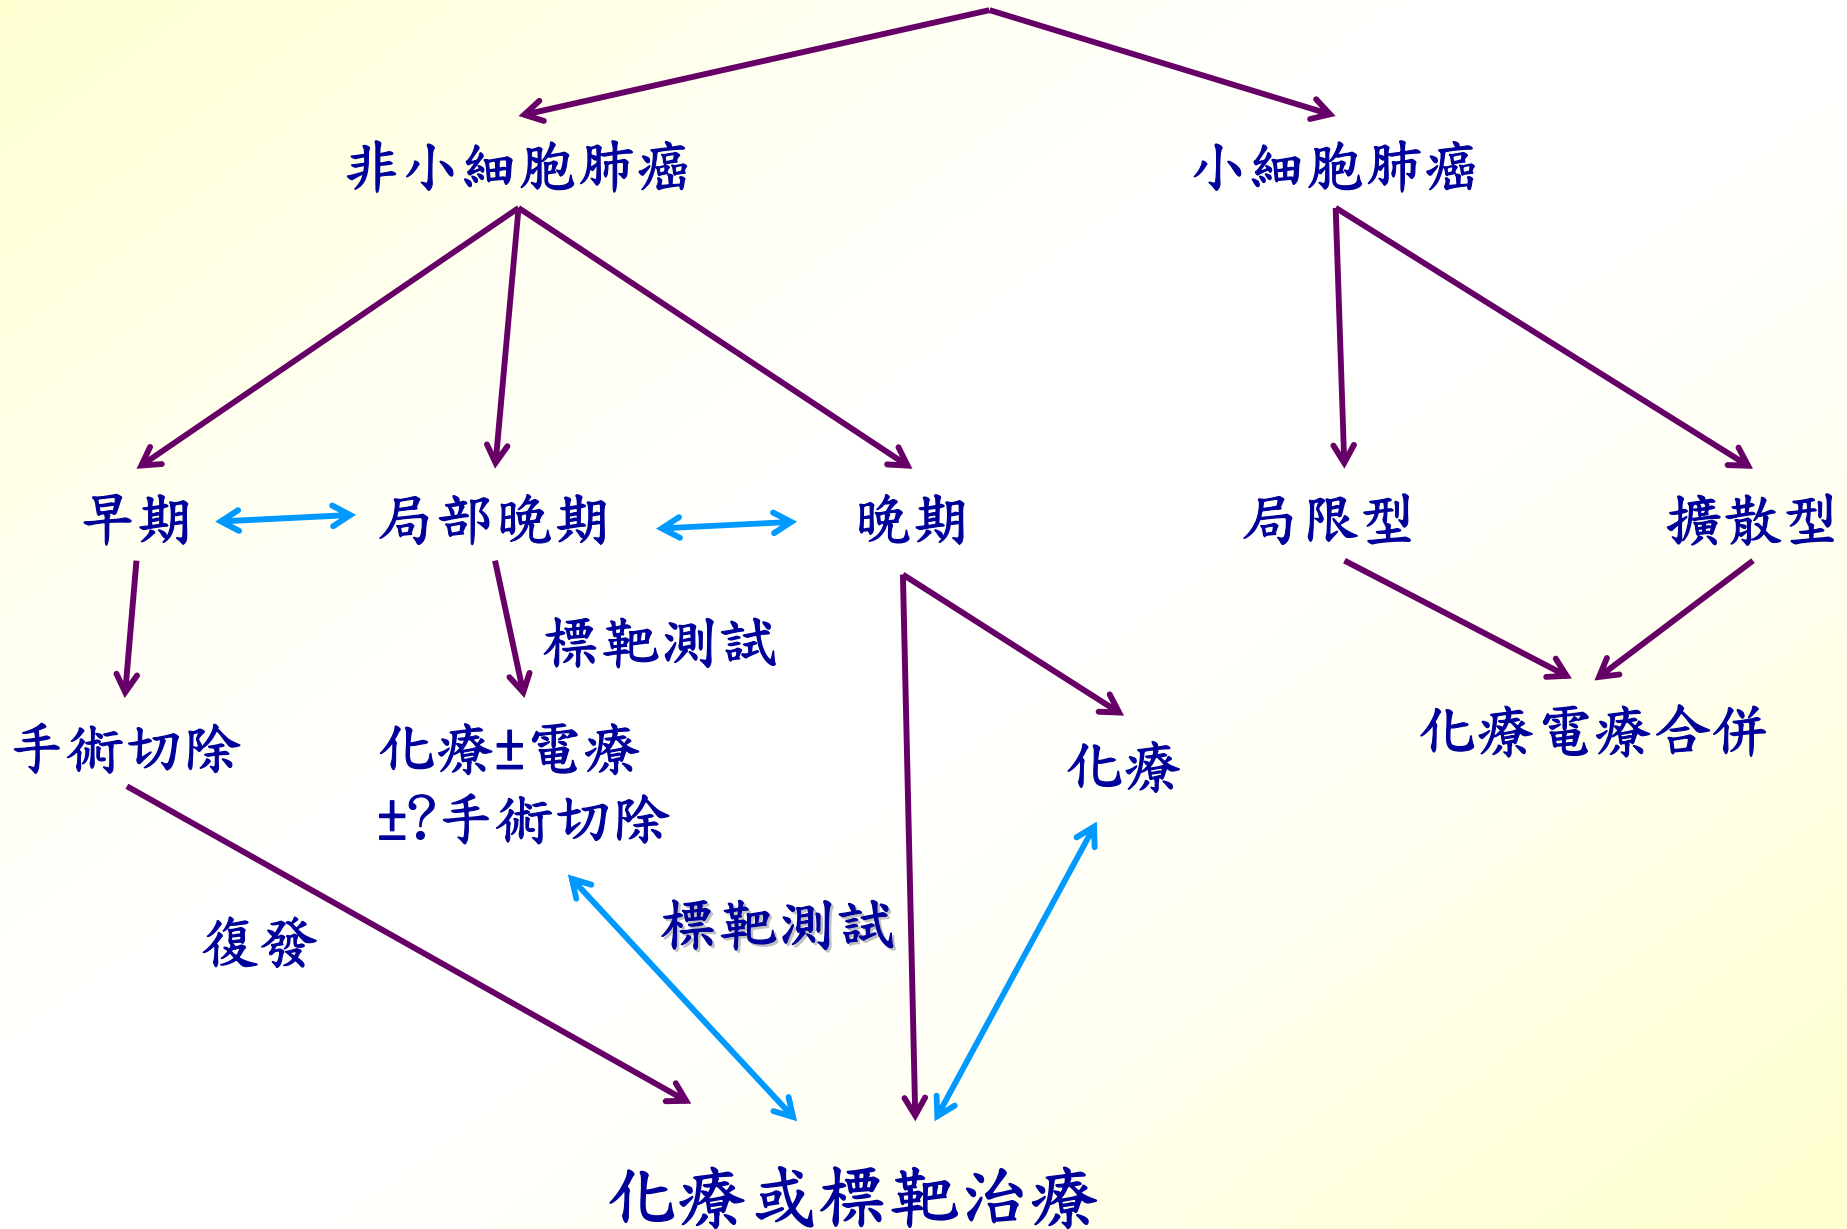 非小細胞肺癌
小細胞肺癌
早期
局部晚期
晚期
局限型
擴散型
標靶測試
手術切除
化療±電療
±?手術切除
化療
化療電療合併
復發
標靶測試
化療或標靶治療